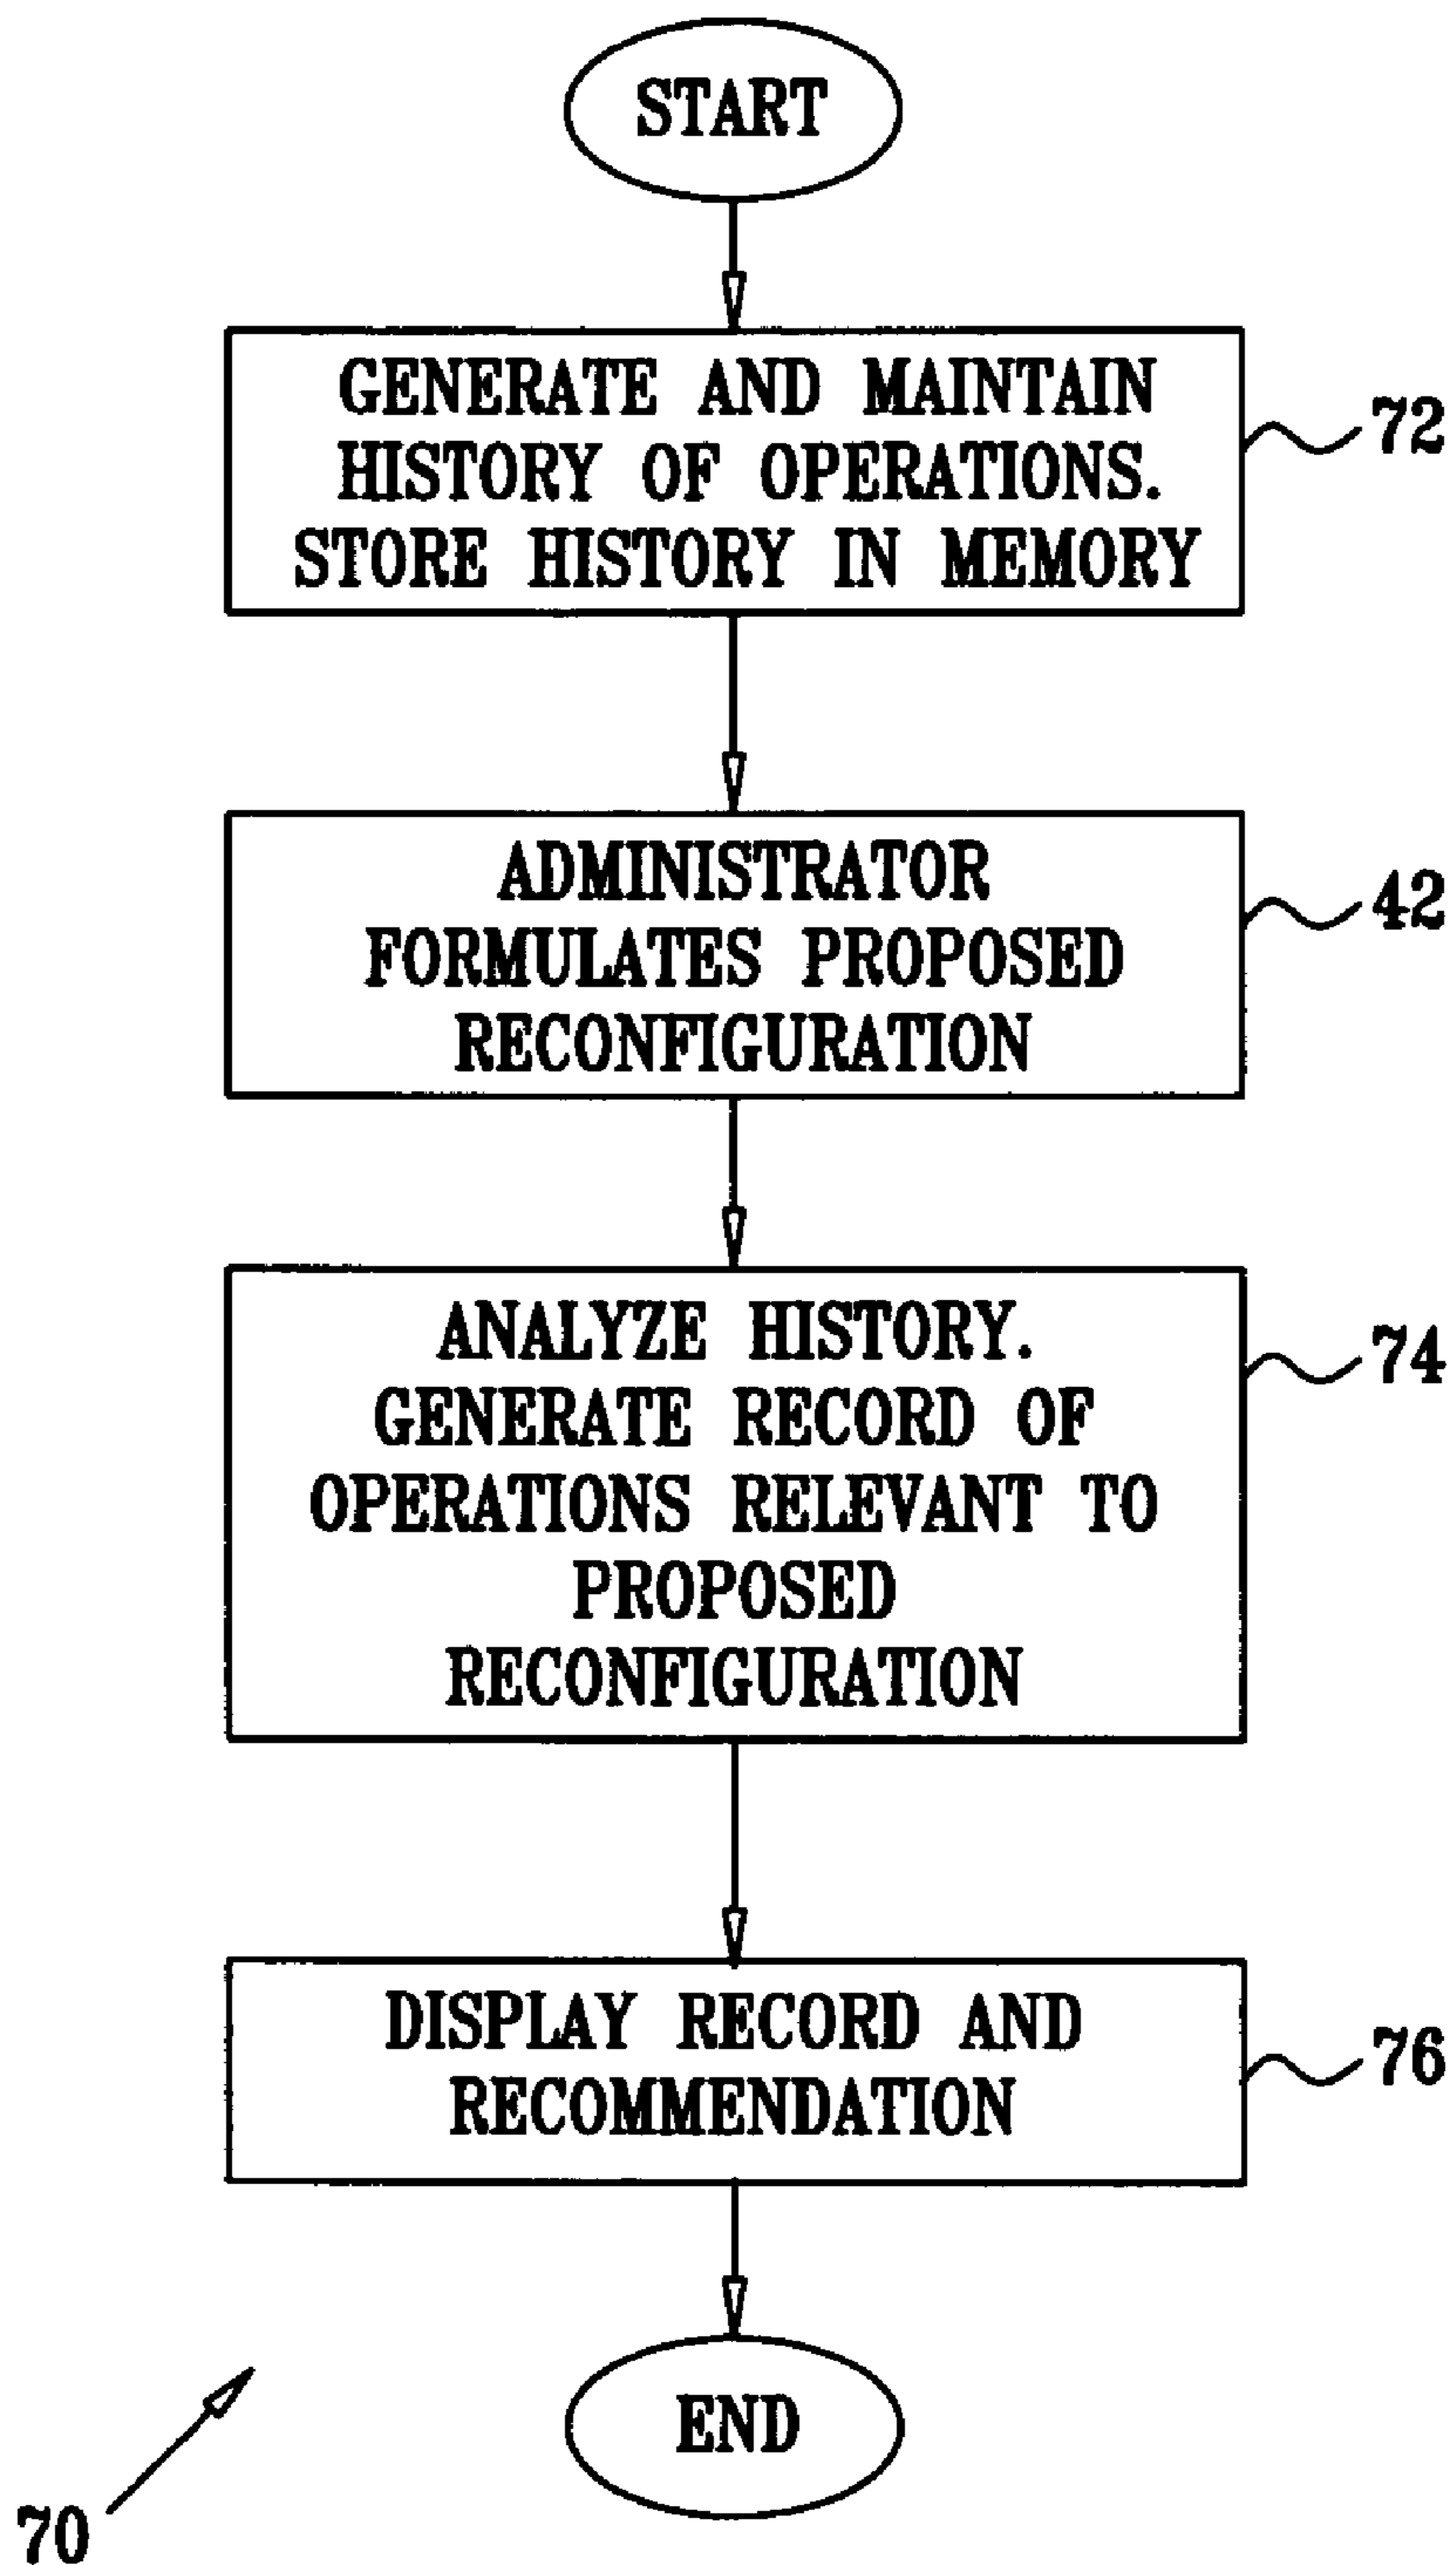 START
GENERATE AND MAINTAIN
HISTORY OF OPERATIONS.
STORE HISTORY IN MEMORY
72
ADMINISTRATOR
FORMULATES PROPOSED
RECONFIGURATION
42
ANALYZE HISTORY.
GENERATE RECORD OF
OPERATIONS RELEVANT TO
PROPOSED
RECONFIGURATION
74
DISPLAY RECORD AND
RECOMMENDATION
76
END
70